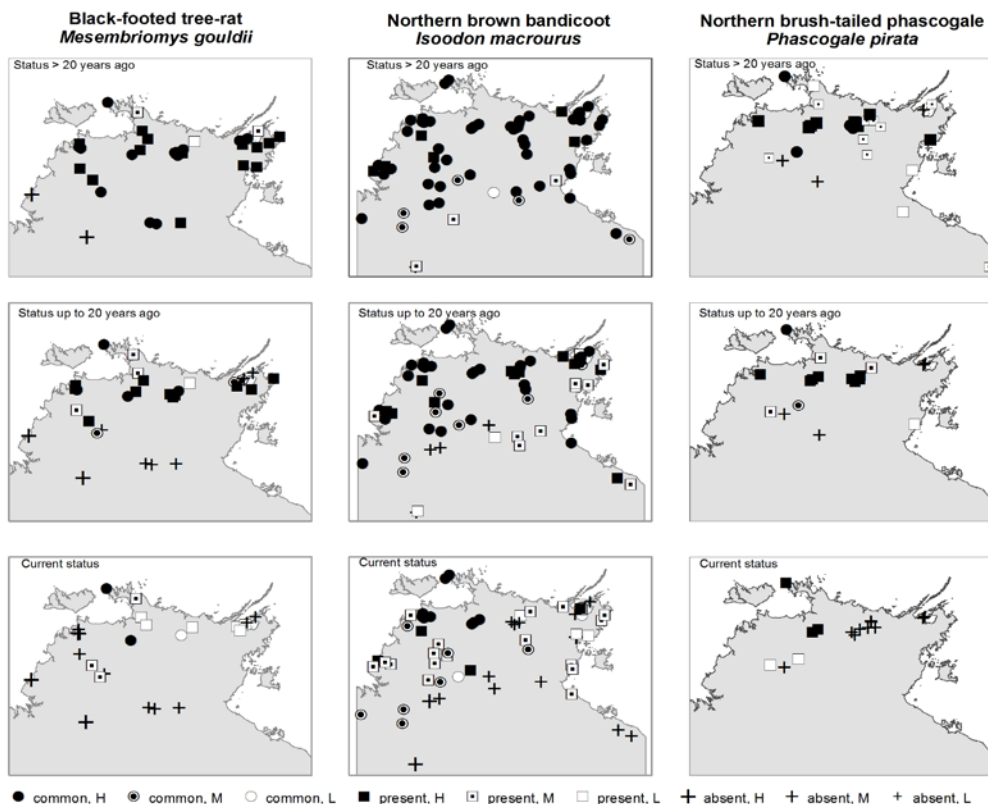 Black-footed tree-rat
Mesembriomys gouldii
Northern brown bandicoot
Isoodon macrourus
Northern brush-tailed phascogale
Phascogale pirata
Status > 20 years ago
Status > 20 years ago
Status > 20 years ago
Status up to 20 years ago
Status up to 20 years ago
Status up to 20 years ago
Current status
Current status
Current status
common, H common, M common, L present, H present, M present, L absent, H absent, M absent, L